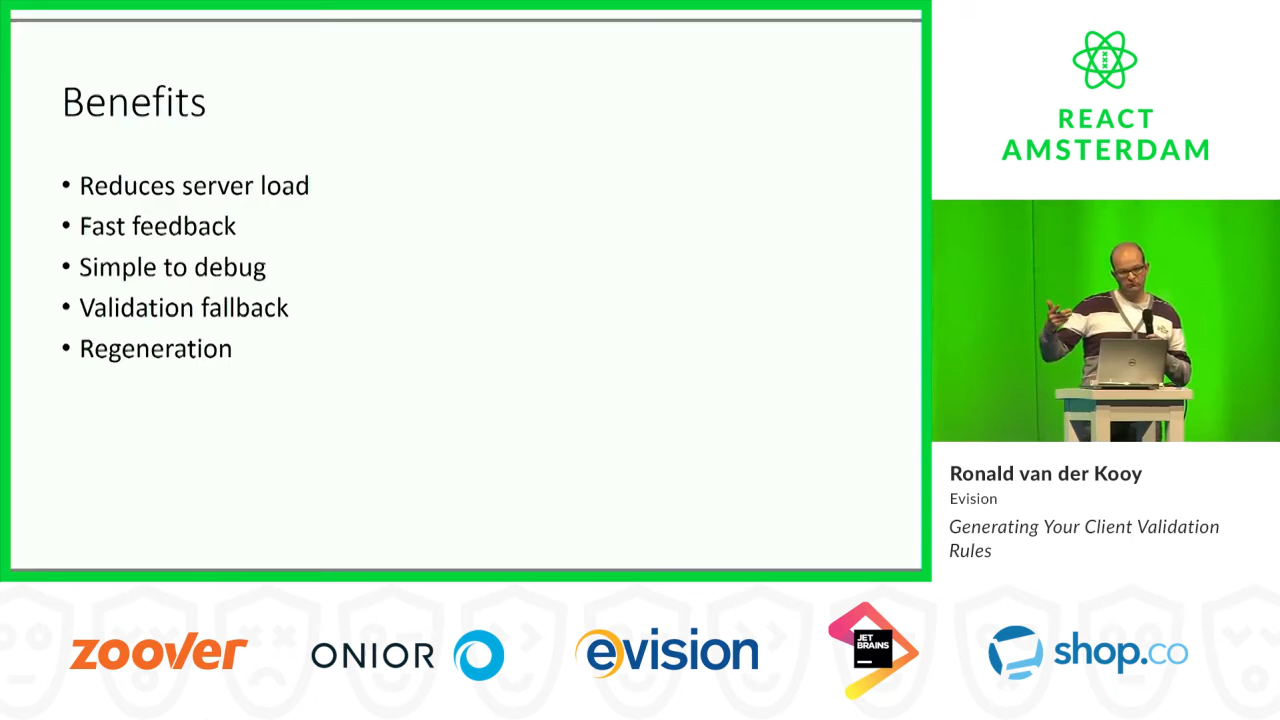 Benefits
• Reduces server load
• Fast feedback
• Simple to debug
• Validation fallback
• Regeneration
REACT
AMSTERDAM
Ronald van der Kooy
Evision
Generating Your Client Validation
Rules
zoover
ONIOR
evision
JET
BRAINS
shop.co